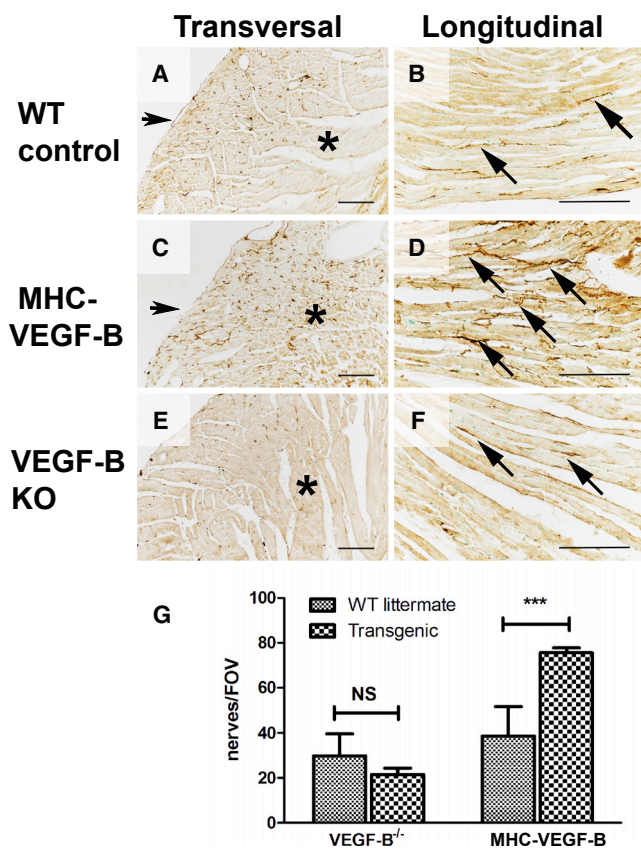 Transversal Longitudinal
A B
WT
control
*
C D
MHC-
VEGF-B
*
E F
VEGF-B
KO
*
G
100
80
60
40
20
0
nerves/FOV
WT littermate
Transgenic
NS
***
VEGF-B-/- MHC-VEGF-B